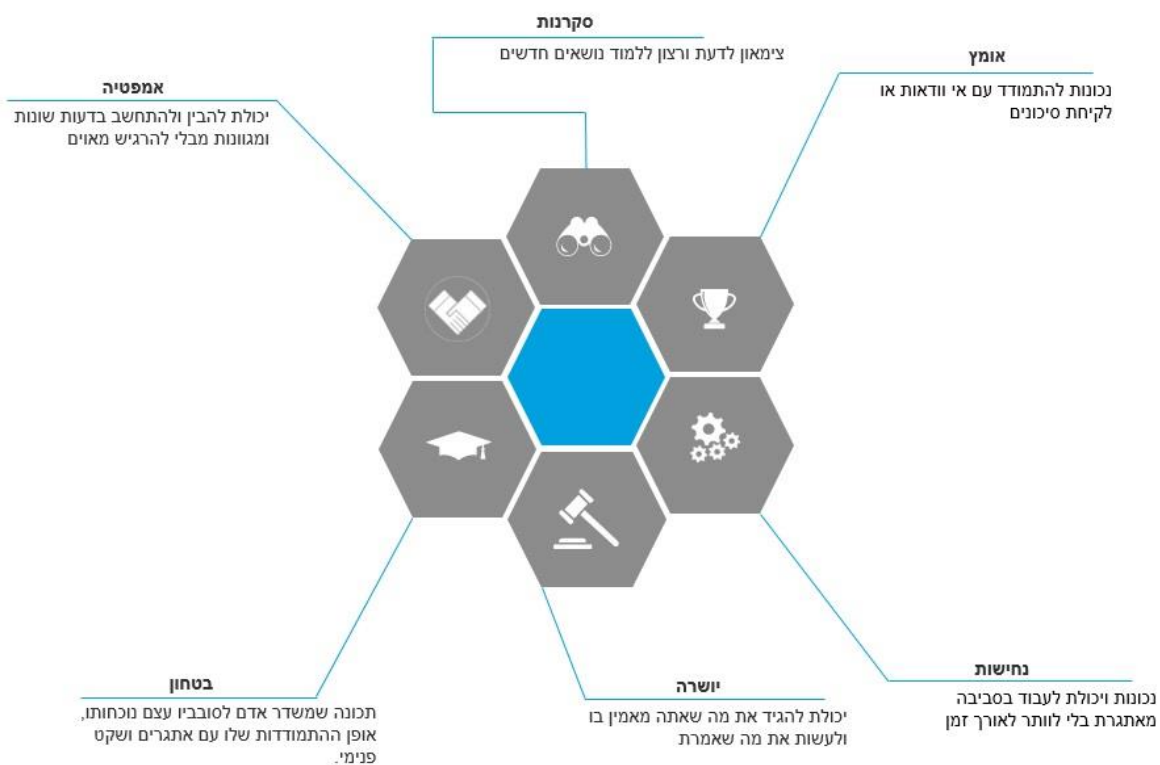 סקרנות
צימאון לדעת ורצון ללמוד נושאים חדשים
אומץ
נכונות להתמודד עם אי וודאות או
לקיחת סיכונים
אמפטיה
יכולת להבין ולהתחשב בדעות שונות
ומגוונות מבלי להרגיש מאוים
נחישות
נכונות ויכולת לעבוד בסביבה
מאתגרת בלי לוותר לאורך זמן
יושרה
יכולת להגיד את מה שאתה מאמין בו
ולעשות את מה שאמרת
בטחון
תכונה שמשדר אדם לסובביו עצם נוכחותו,
אופן ההתמודדות שלו עם אתגרים ושקט
פנימי.